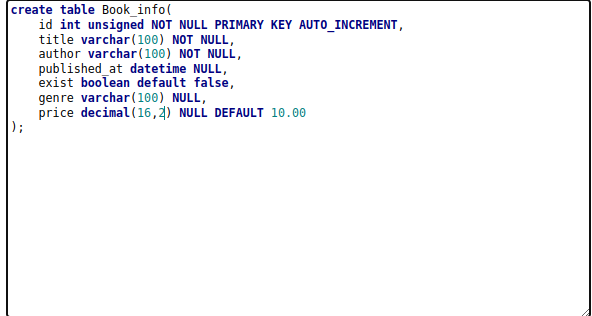 create table Book_info(
    id int unsigned NOT NULL PRIMARY KEY AUTO_INCREMENT,
    title varchar(100) NOT NULL,
    author varchar(100) NOT NULL,
    published_at datetime NULL,
    exist boolean default false,
    genre varchar(100) NULL,
    price decimal(16,2) NULL DEFAULT 10.00
);